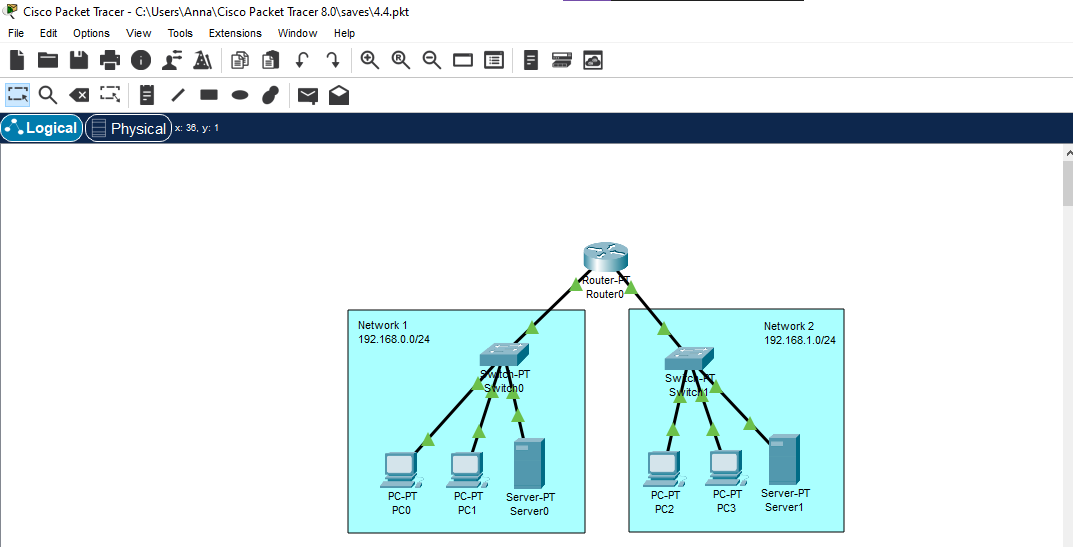 Cisco Packet Tracer - C:\Users\Anna\Cisco Packet Tracer 8.0\saves\4.4.pkt
File Edit Options View Tools Extensions Window Help
Logical Physical x: 36, y: 1
Router-PT
Router0
Network 1
192.168.0.0/24
Network 2
192.168.1.0/24
Switch-PT
Switch0
Switch-PT
Switch1
PC-PT
PC0
PC-PT
PC1
Server-PT
Server0
PC-PT
PC2
PC-PT
PC3
Server-PT
Server1